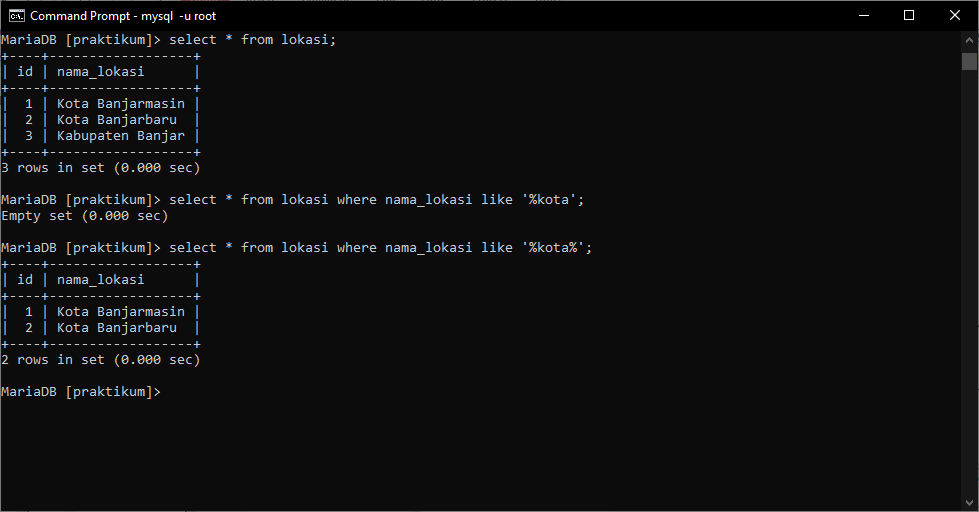 Command Prompt - mysql  -u root
MariaDB [praktikum]> select * from lokasi;
+----+------------------+
| id | nama_lokasi      |
+----+------------------+
|  1 | Kota Banjarmasin |
|  2 | Kota Banjarbaru  |
|  3 | Kabupaten Banjar |
+----+------------------+
3 rows in set (0.000 sec)

MariaDB [praktikum]> select * from lokasi where nama_lokasi like '%kota';
Empty set (0.000 sec)

MariaDB [praktikum]> select * from lokasi where nama_lokasi like '%kota%';
+----+------------------+
| id | nama_lokasi      |
+----+------------------+
|  1 | Kota Banjarmasin |
|  2 | Kota Banjarbaru  |
+----+------------------+
2 rows in set (0.000 sec)

MariaDB [praktikum]>